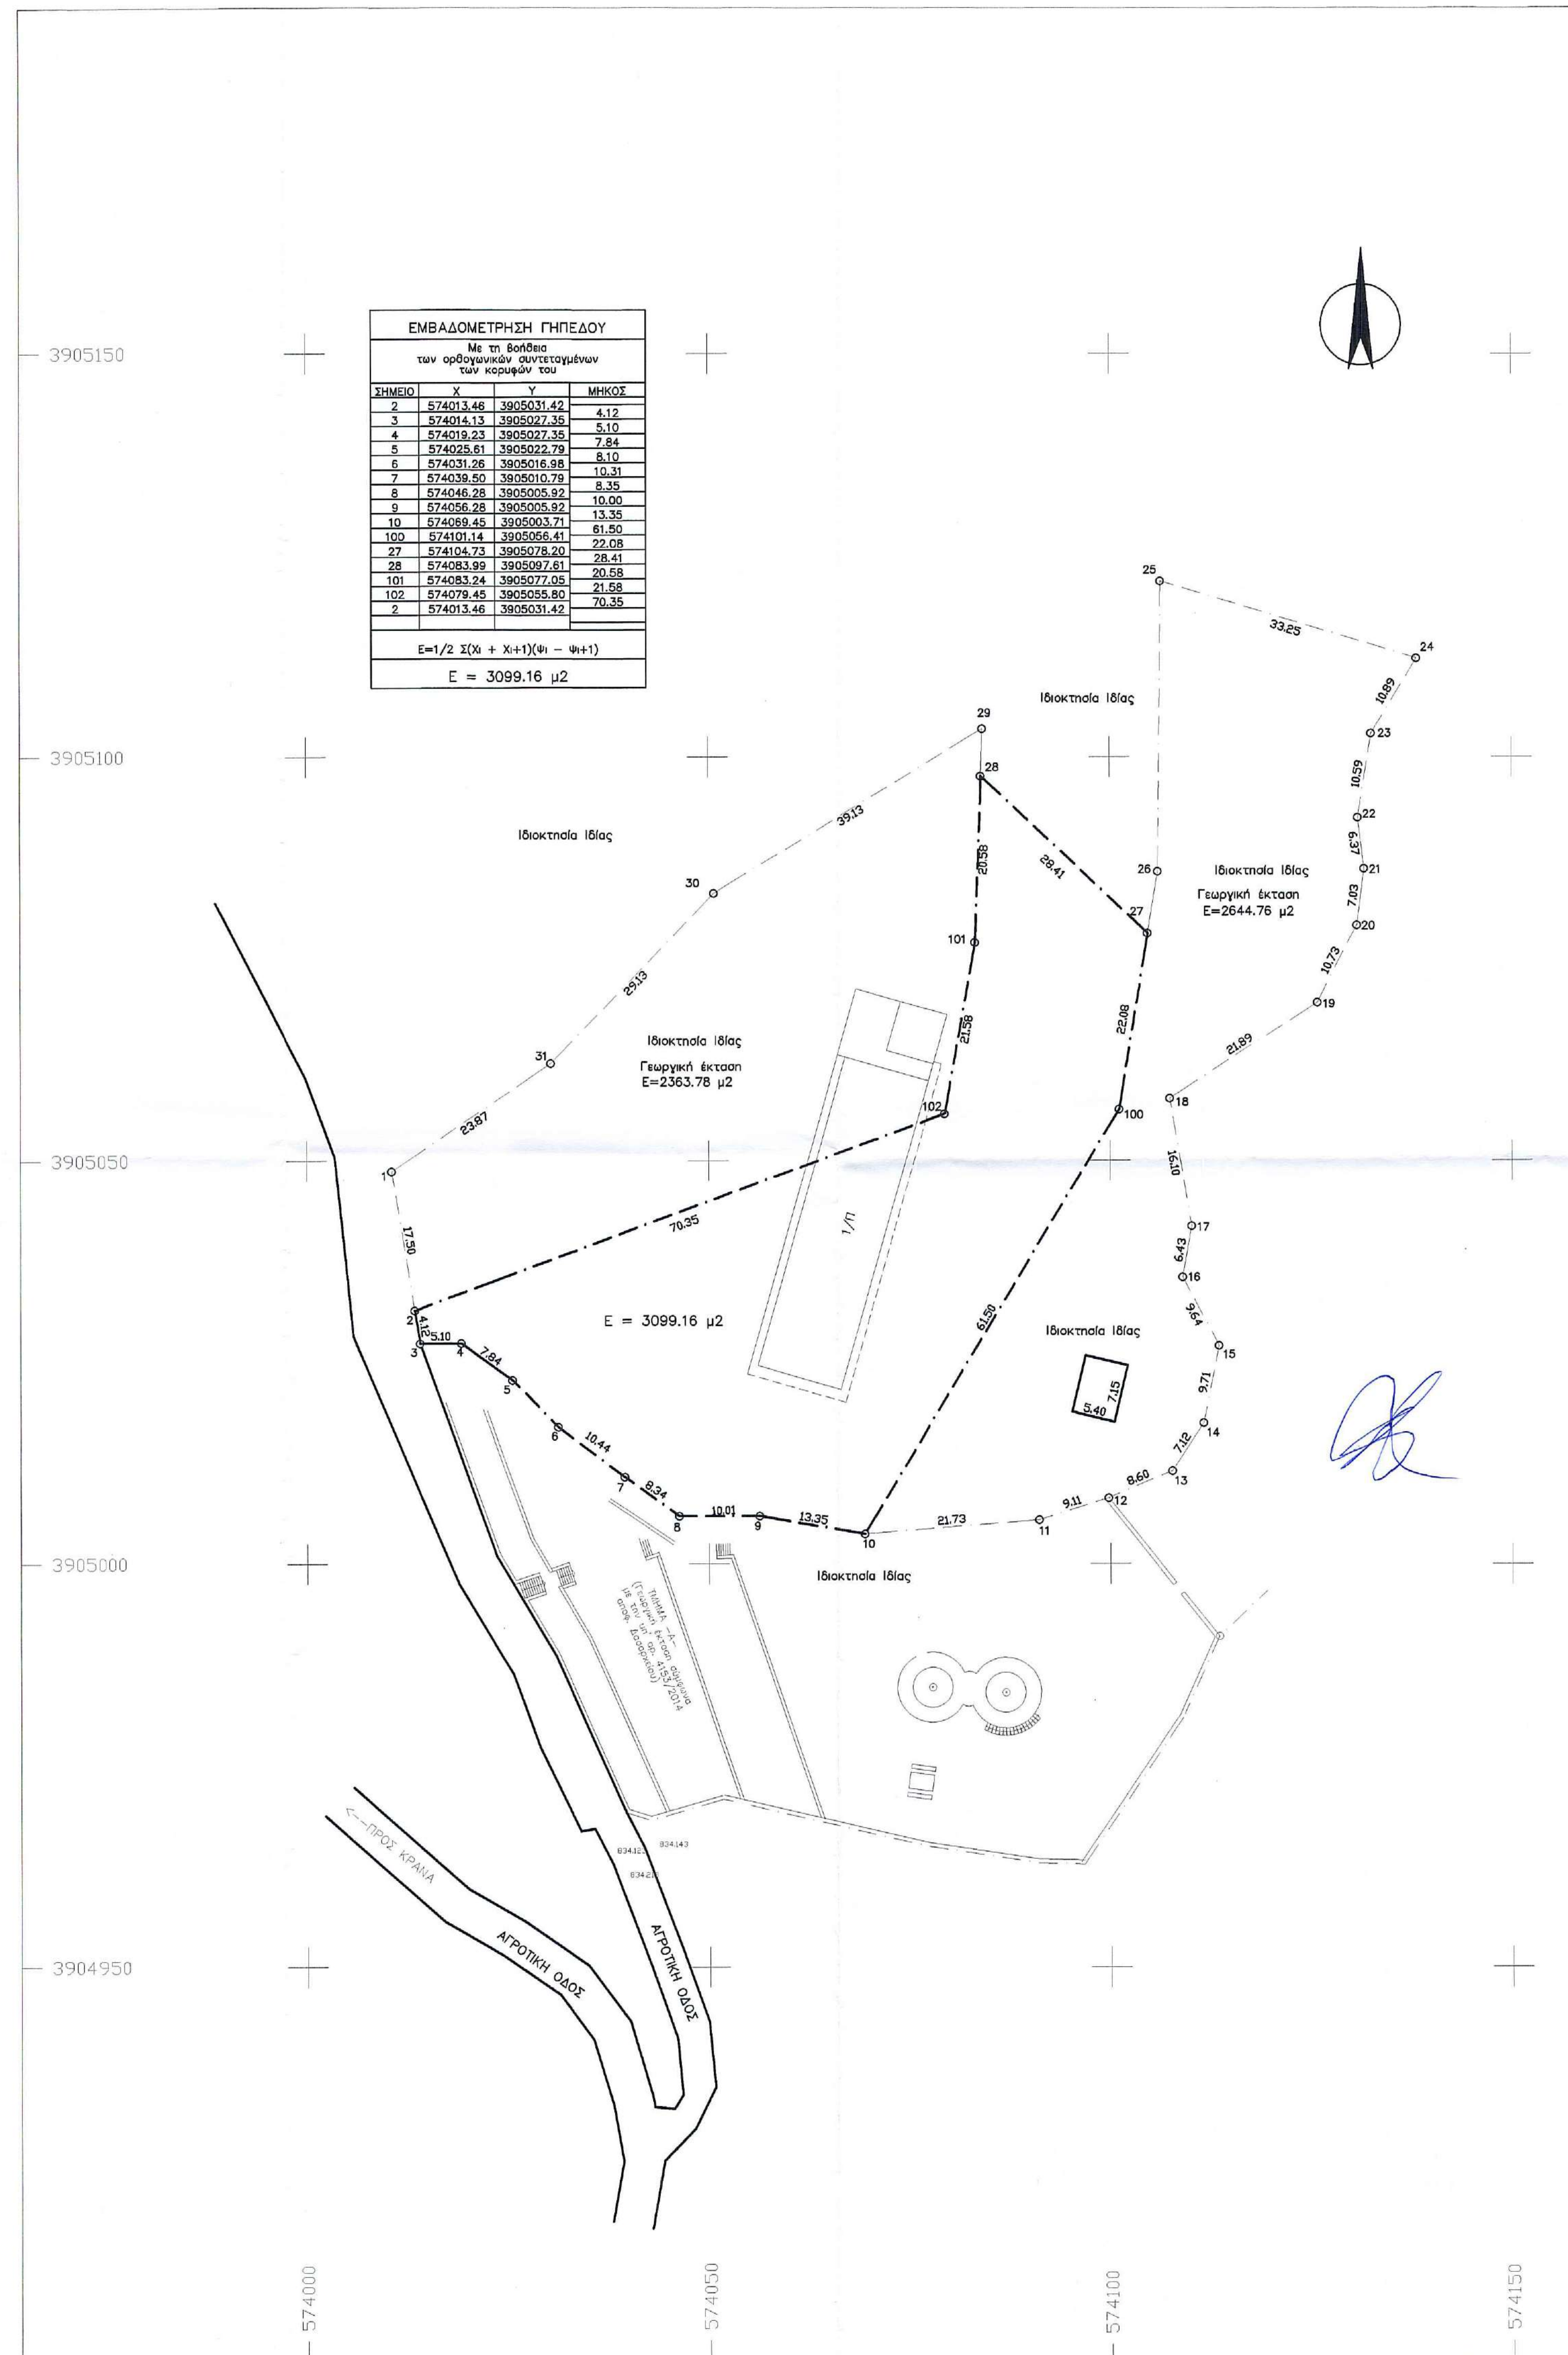 ΕΜΒΑΔΟΜΕΤΡΗΣΗ ΓΗΠΕΔΟΥ
Με τη βοήθεια
των ορθογωνικών συντεταγμένων
των κορυφών του
ΣΗΜΕΙΟ X Y ΜΗΚΟΣ
2 574013.46 3905031.42
4.12
3 574014.13 3905027.35
5.10
4 574019.23 3905027.35
7.84
5 574025.61 3905022.79
8.10
6 574031.26 3905016.98
10.31
7 574039.50 3905010.79
8.35
8 574046.28 3905005.92
10.00
9 574056.28 3905005.92
13.35
10 574069.45 3905003.71
61.50
100 574101.14 3905056.41
22.08
27 574104.73 3905078.20
28.41
28 574083.99 3905097.61
20.58
101 574083.24 3905077.05
21.58
102 574079.45 3905055.80
70.35
2 574013.46 3905031.42
E=1/2 Σ(Xi + Xi+1)(Ψi − Ψi+1)
E = 3099.16 μ2
3905150
3905100
3905050
3905000
3904950
574000
574050
574100
574150
25
33.25
24
10.89
23
10.59
22
6.37
21
7.03
20
10.73
19
21.89
18
16.10
17
6.43
16
9.64
15
9.71
14
7.12
13
8.60
12
9.11
11
21.73
10
13.35
9
10.01
8
8.34
7
10.44
6
5
7.84
4
5.10
3
4.12
2
17.50
1
23.87
31
29.13
30
39.13
29
28
28.41
27
26
20.58
101
21.58
102
70.35
22.08
100
61.50
Ιδιοκτησία Ιδίας
Ιδιοκτησία Ιδίας
Ιδιοκτησία Ιδίας
Γεωργική έκταση
E=2644.76 μ2
Ιδιοκτησία Ιδίας
Γεωργική έκταση
E=2363.78 μ2
1/Π
E = 3099.16 μ2
Ιδιοκτησία Ιδίας
5.40
7.15
Ιδιοκτησία Ιδίας
ΤΜΗΜΑ -Α-
(Γεωργική έκταση σύμφωνα
με την υπ' αρ. 4153/2014
αποφ. Δασαρχείου)
834.143
<--ΠΡΟΣ ΚΡΑΝΑ
ΑΓΡΟΤΙΚΗ ΟΔΟΣ
ΑΓΡΟΤΙΚΗ ΟΔΟΣ